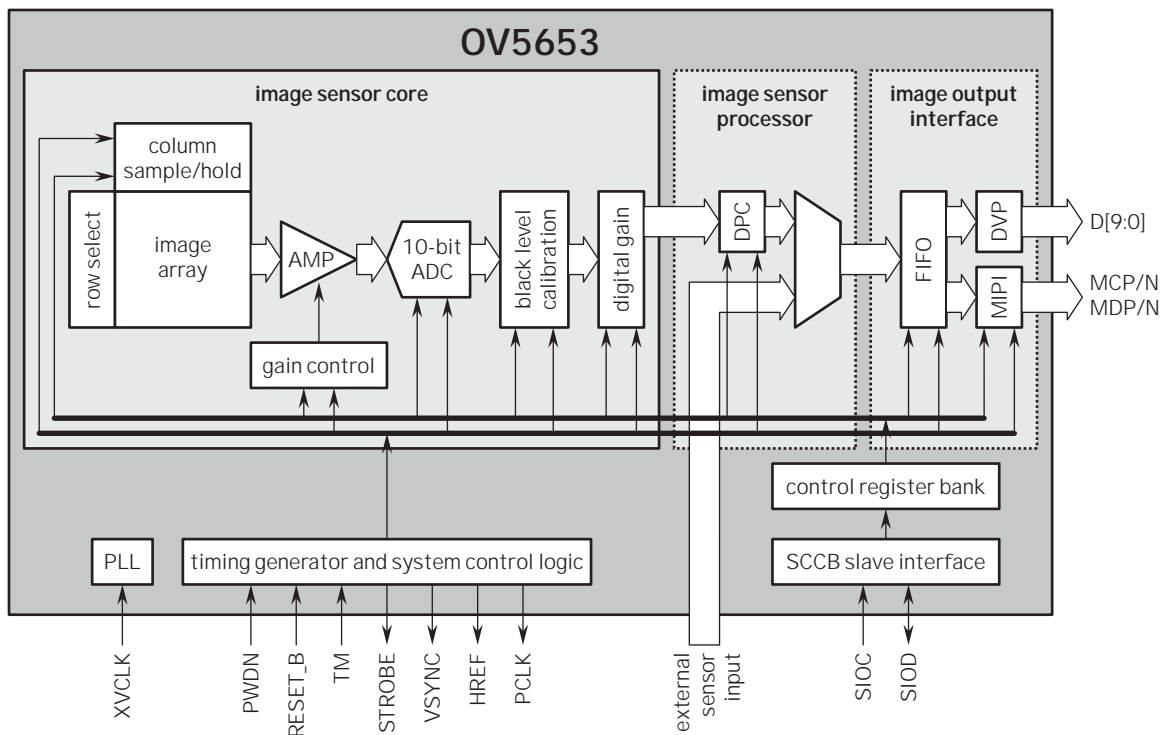 OV5653
image sensor core
image sensor
processor
image output
interface
column
sample/hold
row select
image
array
AMP
10-bit
ADC
black level
calibration
digital gain
DPC
FIFO
DVP
MIPI
D[9:0]
MCP/N
MDP/N
gain control
control register bank
PLL
timing generator and system control logic
SCCB slave interface
XVCLK
PWDN
RESET_B
TM
STROBE
VSYNC
HREF
PCLK
external
sensor
input
SIOC
SIOD